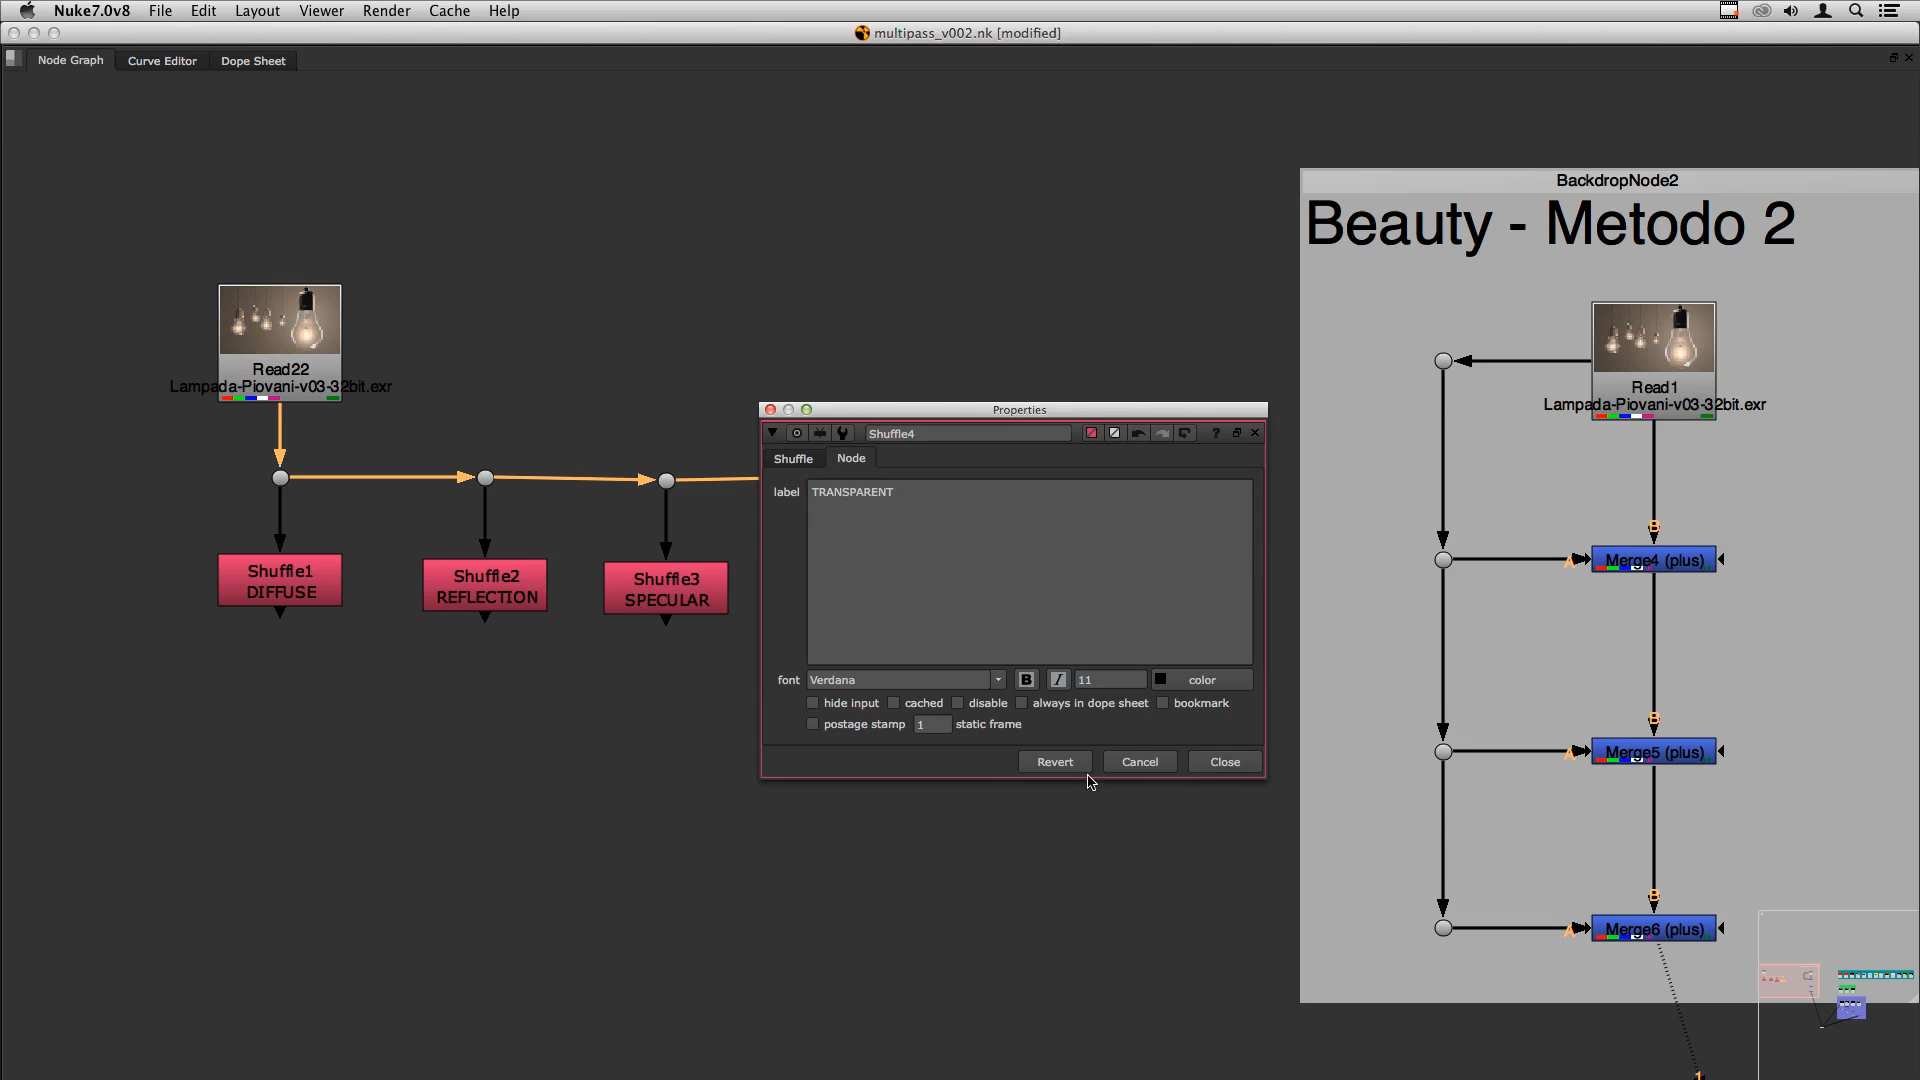 Nuke7.0v8 File Edit Layout Viewer Render Cache Help
multipass_v002.nk [modified]
Node Graph Curve Editor Dope Sheet
BackdropNode2
Beauty - Metodo 2
Read22
Lampada-Piovani-v03-32bit.exr
Read1
Lampada-Piovani-v03-32bit.exr
Properties
Shuffle4 ?
Shuffle Node
label TRANSPARENT
font Verdana B I 11 color
hide input cached disable always in dope sheet bookmark
postage stamp 1 static frame
Revert Cancel Close
Shuffle1
DIFFUSE
Shuffle2
REFLECTION
Shuffle3
SPECULAR
B
A Merge4 (plus)
B
A Merge5 (plus)
B
A Merge6 (plus)
1